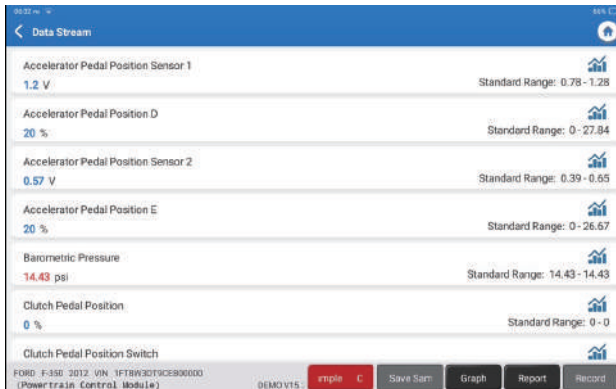 Data Stream
Accelerator Pedal Position Sensor 1
1.2 V
Standard Range: 0.78 - 1.28
Accelerator Pedal Position D
20 %
Standard Range: 0 - 27.84
Accelerator Pedal Position Sensor 2
0.57 V
Standard Range: 0.39 - 0.65
Accelerator Pedal Position E
20 %
Standard Range: 0 - 26.67
Barometric Pressure
14.43 psi
Standard Range: 14.43 - 14.43
Clutch Pedal Position
0 %
Standard Range: 0 - 0
Clutch Pedal Position Switch
FORD F-350 2012 VIN
(Powertrain Control Module)
DEMO V15
mple C
Save Sam
Graph
Report
Record